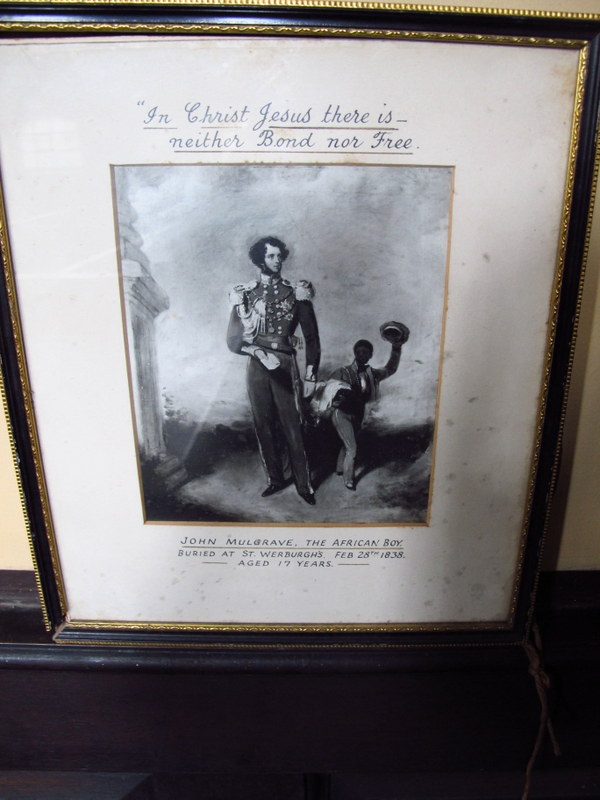 "In Christ Jesus there is –
neither Bond nor Free.
JOHN MULGRAVE, THE AFRICAN BOY.
BURIED AT ST. WERBURGH'S. FEB 28TH 1838.
AGED 17 YEARS.